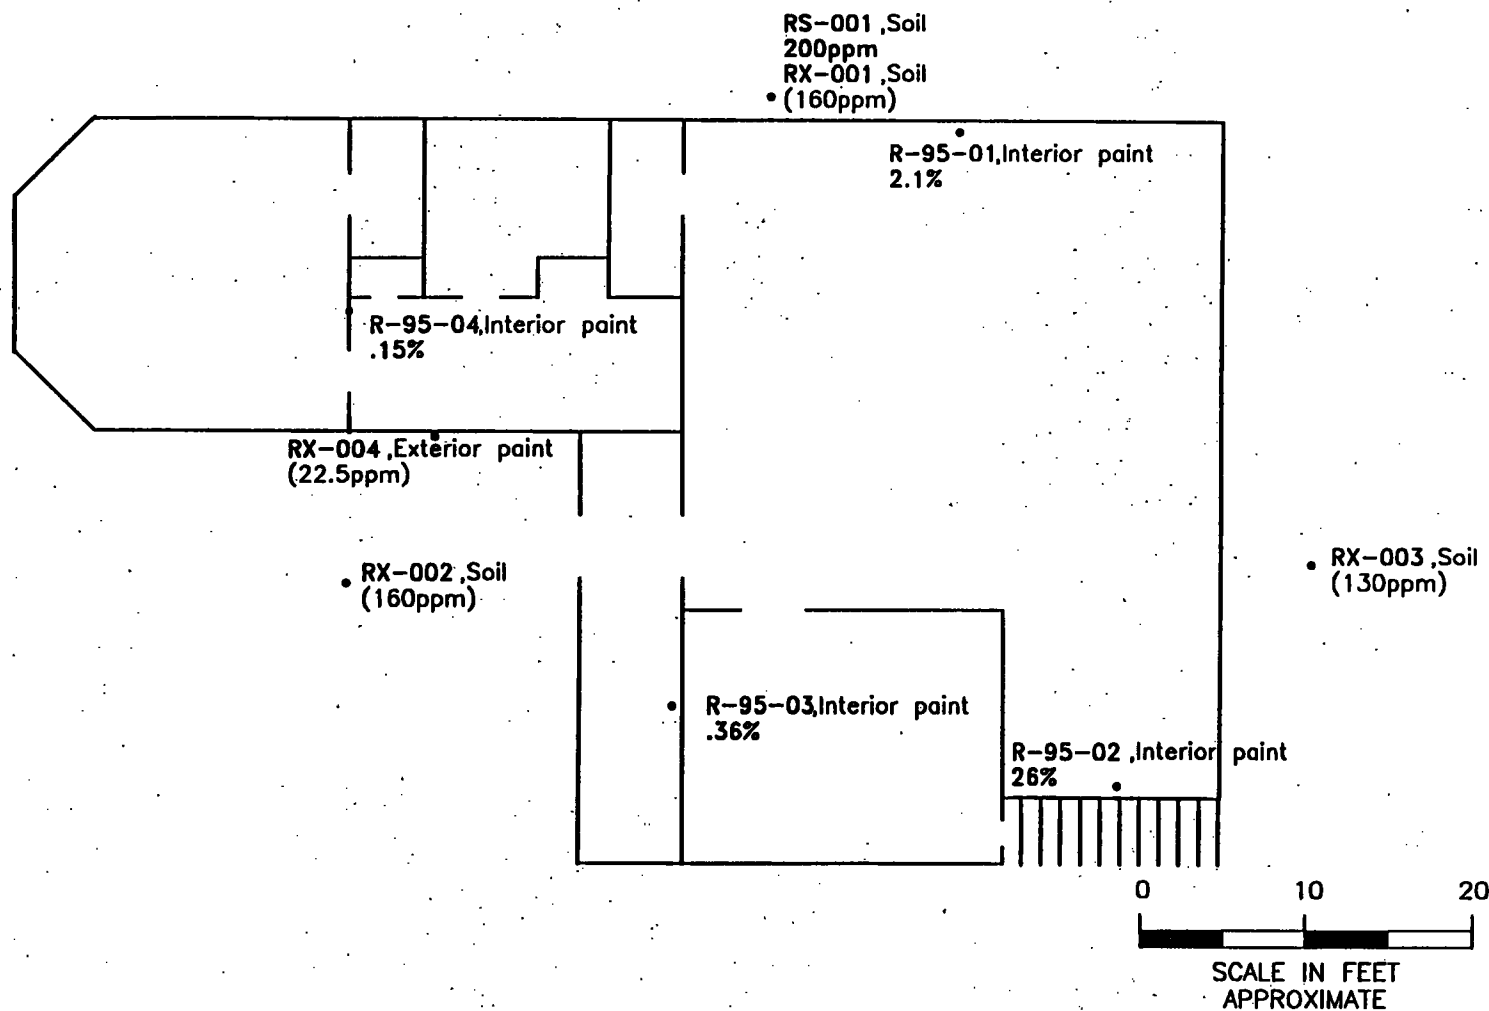 RS-001 ,Soil
200ppm
RX-001 ,Soil
(160ppm)
R-95-01,Interior paint
2.1%
R-95-04,Interior paint
.15%
RX-004 ,Exterior paint
(22.5ppm)
RX-002 ,Soil
(160ppm)
RX-003 ,Soil
(130ppm)
R-95-03,Interior paint
.36%
R-95-02 ,Interior paint
26%
0 10 20
SCALE IN FEET
APPROXIMATE